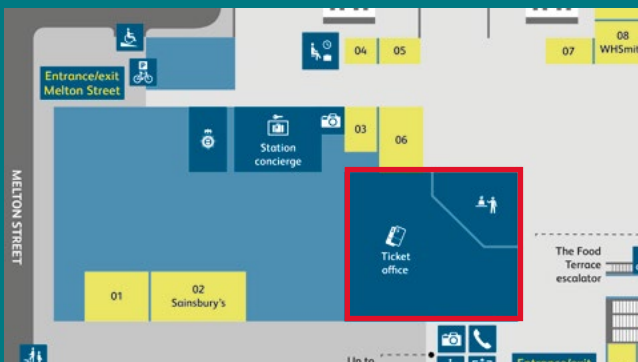 Entrance/exit
Melton Street
P
04
05
07
08
WHSmit
Station
concierge
03
06
MELTON STREET
Ticket
office
The Food
Terrace
escalator
01
02
Sainsbury's
Up to
Entrance/exit